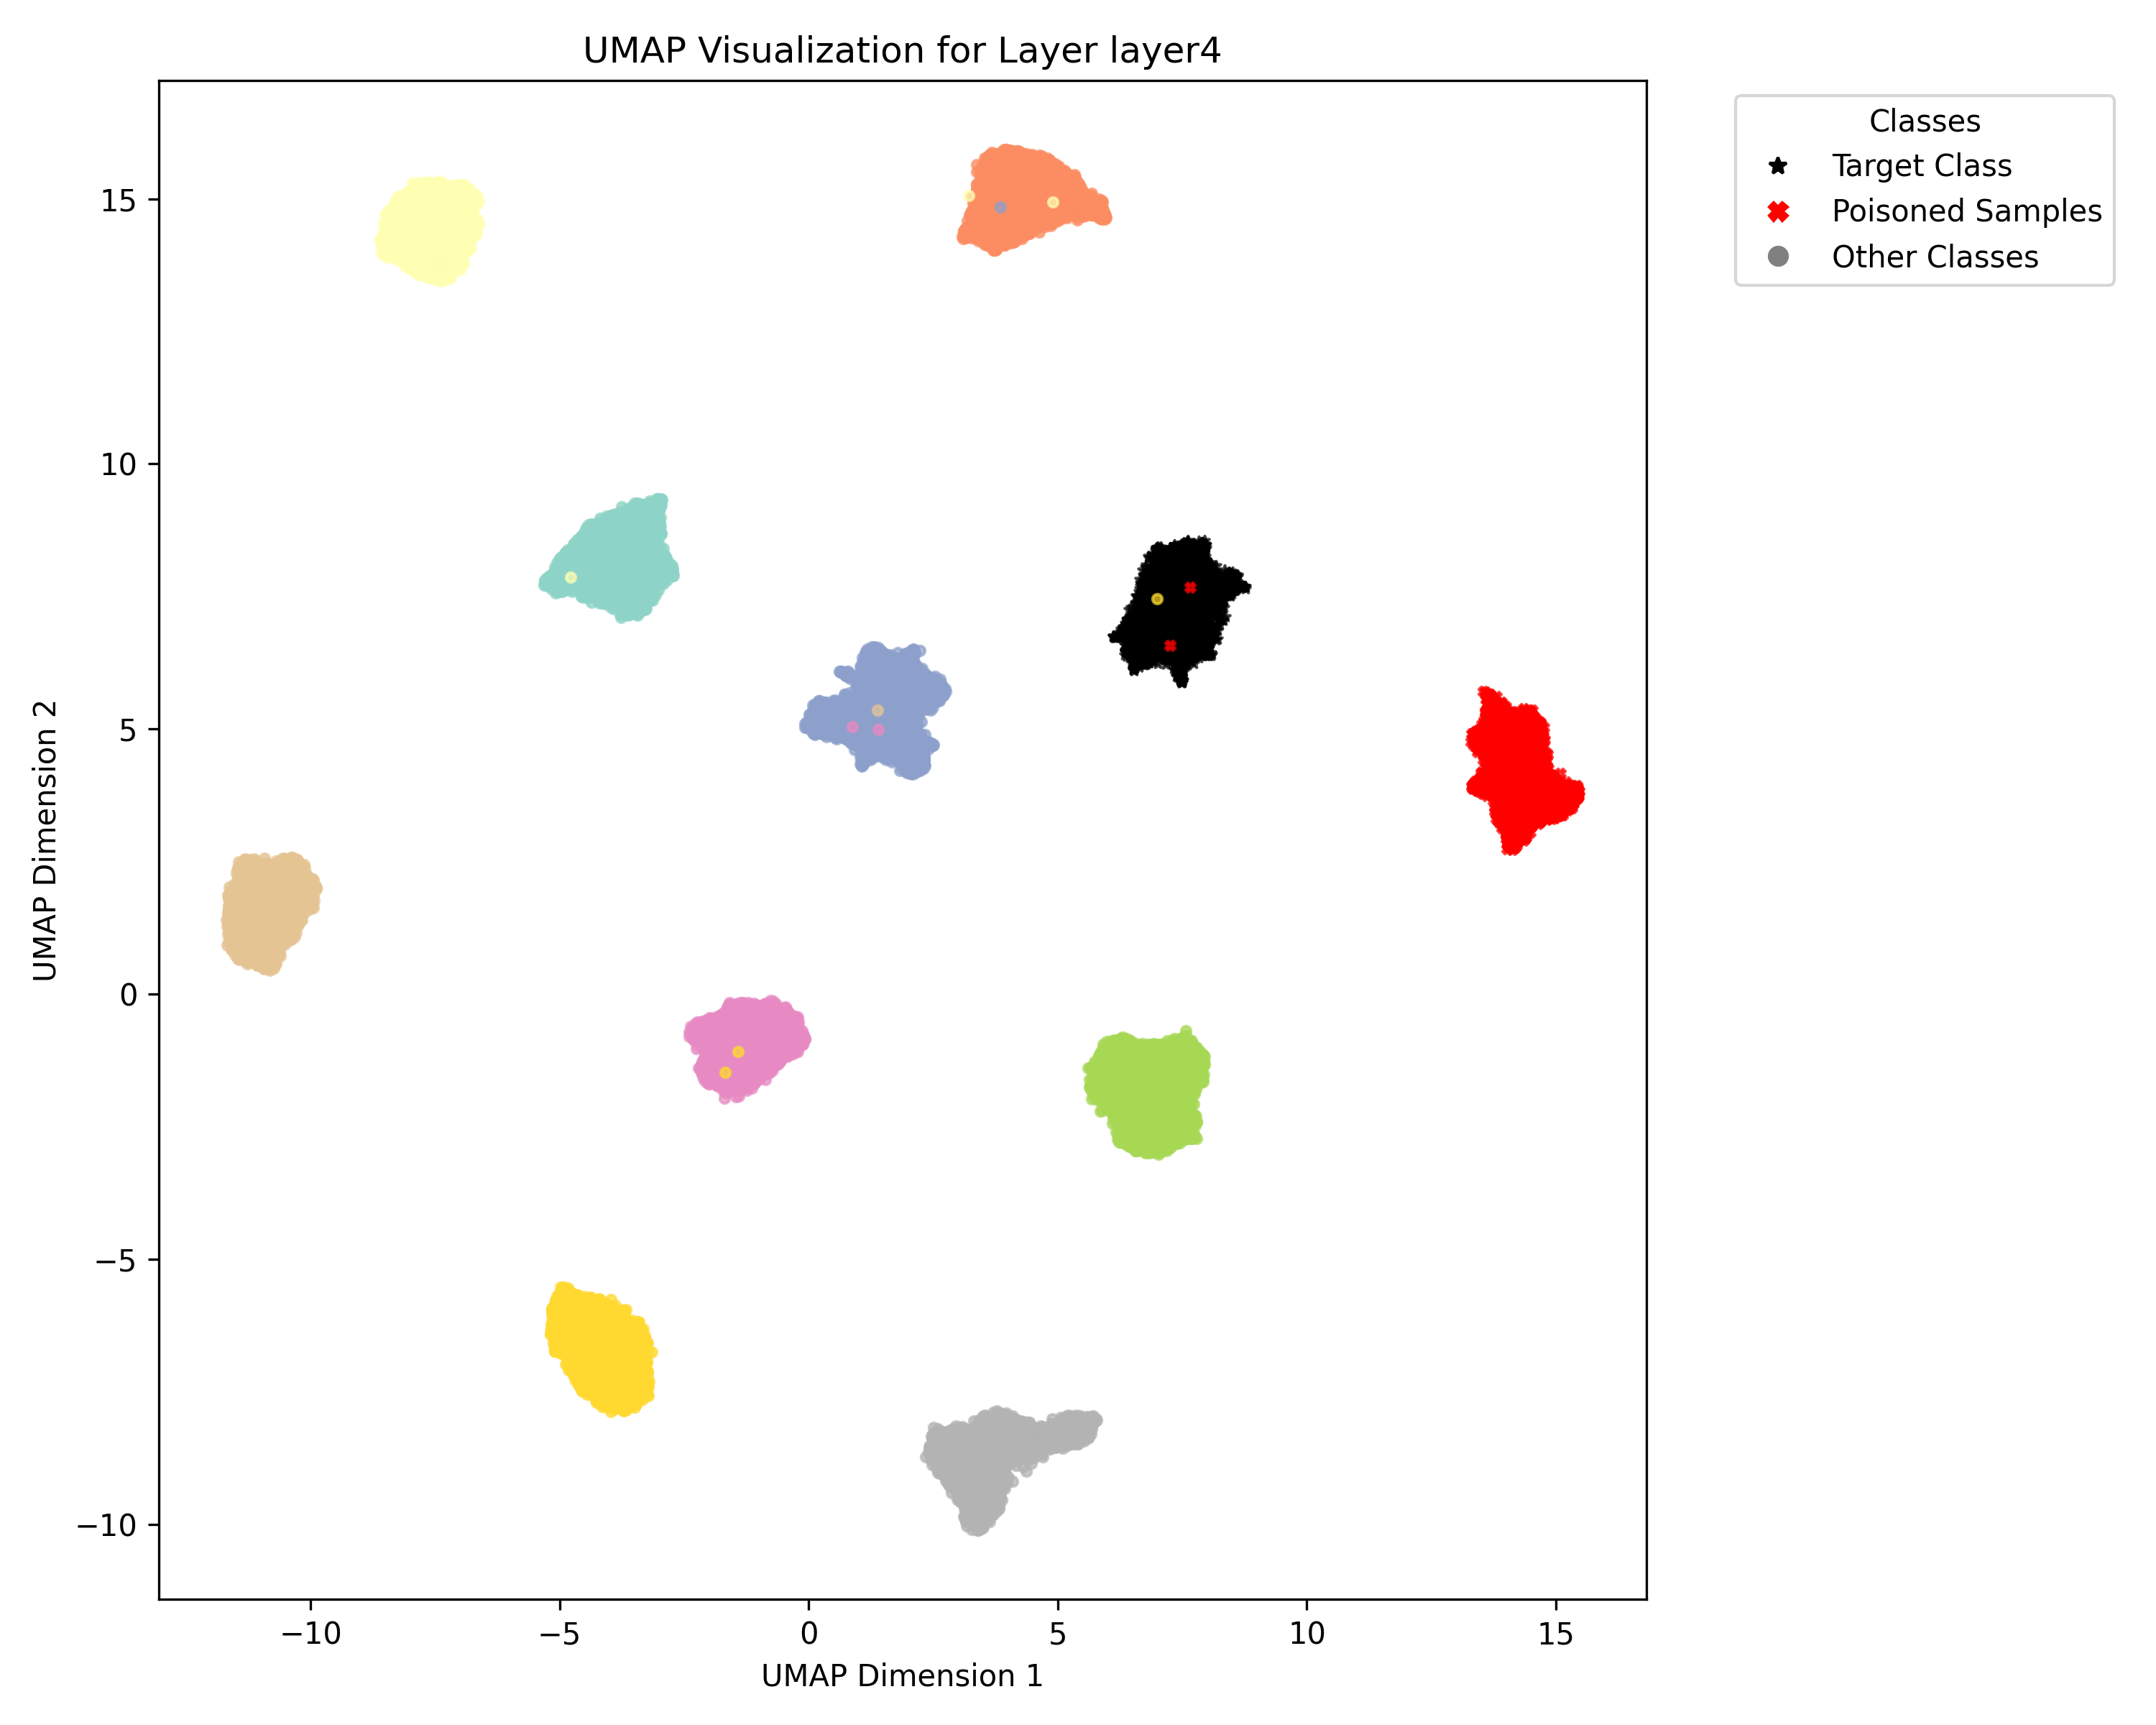 UMAP Visualization for Layer layer4
Classes
Target Class
Poisoned Samples
Other Classes
UMAP Dimension 2
15
10
5
0
−5
−10
−10
−5
0
5
10
15
UMAP Dimension 1